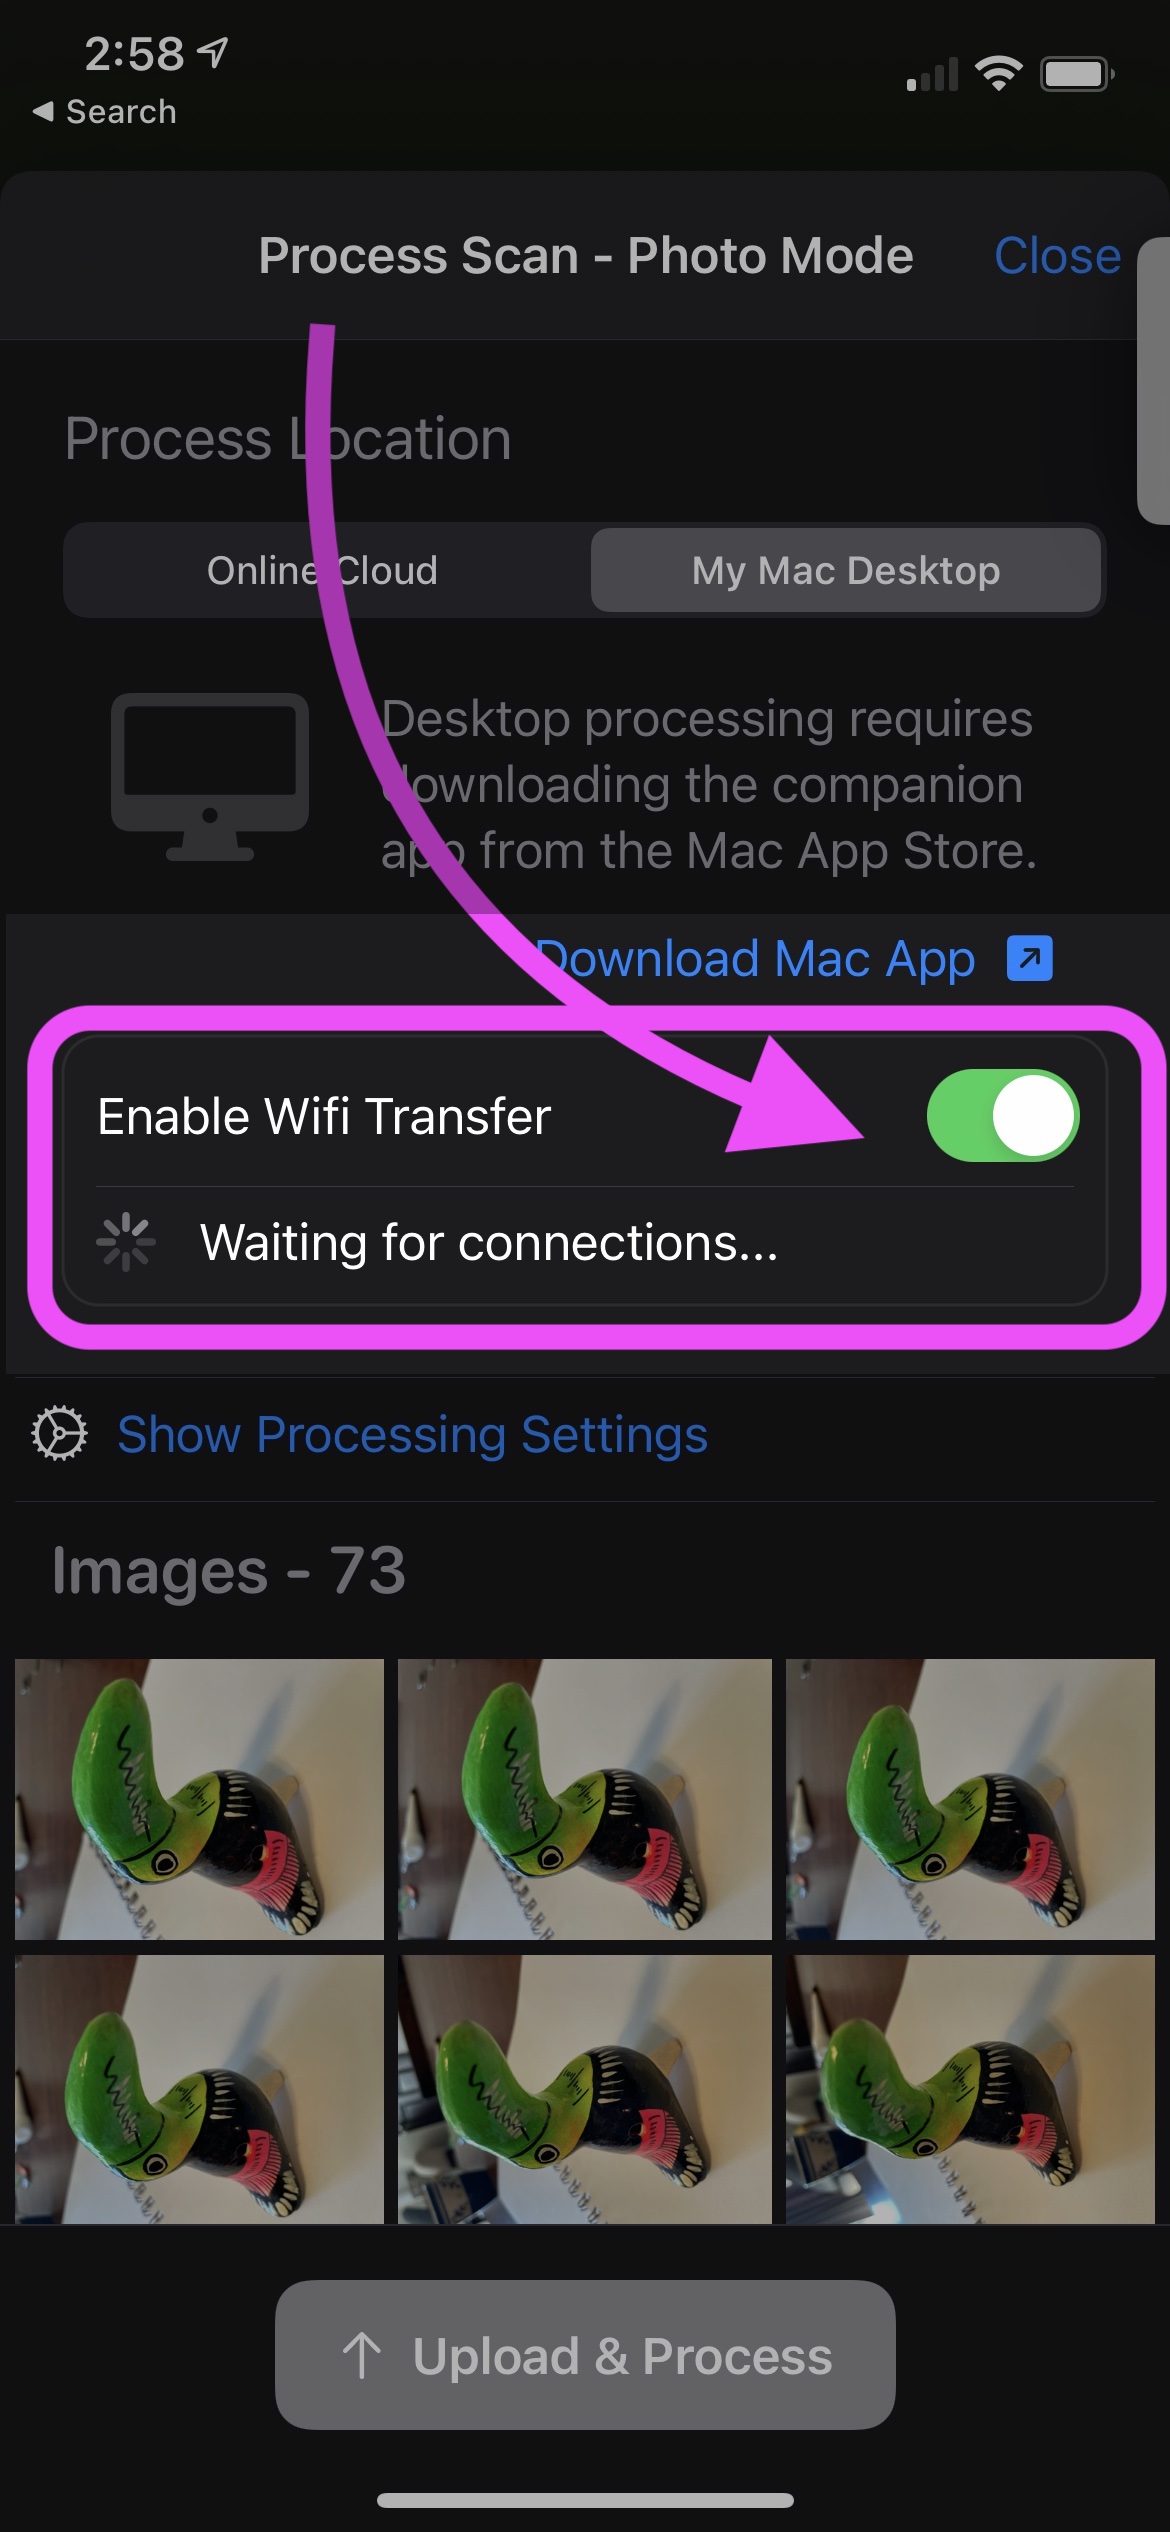 2:58
Search
Process Scan - Photo Mode
Close
Process Location
Online Cloud
My Mac Desktop
Desktop processing requires
downloading the companion
app from the Mac App Store.
Download Mac App
Enable Wifi Transfer
Waiting for connections...
Show Processing Settings
Images - 73
Upload & Process